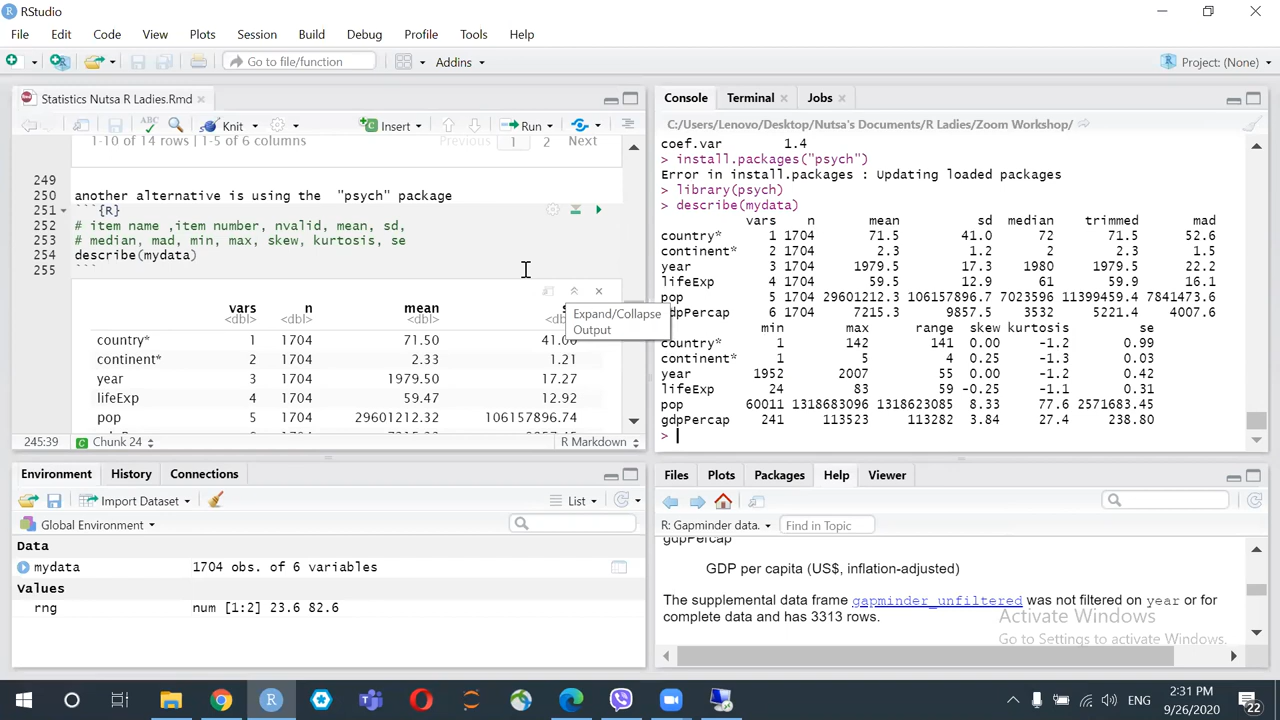 RStudio
File Edit Code View Plots Session Build Debug Profile Tools Help
Go to file/function Addins Project: (None)
Statistics Nutsa R Ladies.Rmd
ABC Knit Insert Run
1-10 of 14 rows | 1-5 of 6 columns Previous 1 2 Next
249
250 another alternative is using the "psych" package
251 ```{R}
252 # item name ,item number, nvalid, mean, sd,
253 # median, mad, min, max, skew, kurtosis, se
254 describe(mydata)
255 ```
vars n mean s
<dbl> <dbl> <dbl> <dbl>
country* 1 1704 71.50 41.00
continent* 2 1704 2.33 1.21
year 3 1704 1979.50 17.27
lifeExp 4 1704 59.47 12.92
pop 5 1704 29601212.32 106157896.74
Expand/Collapse
Output
245:39 Chunk 24 R Markdown
Console Terminal Jobs
C:/Users/Lenovo/Desktop/Nutsa's Documents/R Ladies/Zoom Workshop/
coef.var 1.4
> install.packages("psych")
Error in install.packages : Updating loaded packages
> library(psych)
> describe(mydata)
vars n mean sd median trimmed mad
country* 1 1704 71.5 41.0 72 71.5 52.6
continent* 2 1704 2.3 1.2 2 2.3 1.5
year 3 1704 1979.5 17.3 1980 1979.5 22.2
lifeExp 4 1704 59.5 12.9 61 59.9 16.1
pop 5 1704 29601212.3 106157896.7 7023596 11399459.4 7841473.6
gdpPercap 6 1704 7215.3 9857.5 3532 5221.4 4007.6
min max range skew kurtosis se
country* 1 142 141 0.00 -1.2 0.99
continent* 1 5 4 0.25 -1.3 0.03
year 1952 2007 55 0.00 -1.2 0.42
lifeExp 24 83 59 -0.25 -1.1 0.31
pop 60011 1318683096 1318623085 8.33 77.6 2571683.45
gdpPercap 241 113523 113282 3.84 27.4 238.80
>
Environment History Connections
Import Dataset List
Global Environment
Data
mydata 1704 obs. of 6 variables
Values
rng num [1:2] 23.6 82.6
Files Plots Packages Help Viewer
R: Gapminder data. Find in Topic
gdpPercap
GDP per capita (US$, inflation-adjusted)
The supplemental data frame gapminder_unfiltered was not filtered on year or for
complete data and has 3313 rows.
Activate Windows
Go to Settings to activate Windows.
ENG 2:31 PM
9/26/2020 22